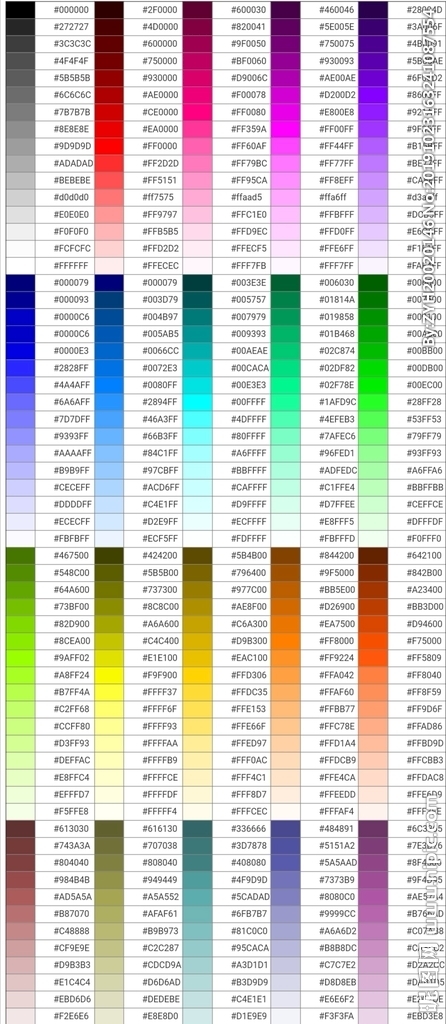 #000000 #2F0000 #600030 #460046
#272727 #4D0000 #820041 #5E005E
#3C3C3C #600000 #9F0050 #750075
#4F4F4F #750000 #BF0060 #930093
#5B5B5B #930000 #D9006C #AE00AE
#6C6C6C #AE0000 #F00078 #D200D2
#7B7B7B #CE0000 #FF0080 #E800E8
#8E8E8E #EA0000 #FF359A #FF00FF
#9D9D9D #FF0000 #FF60AF #FF44FF
#ADADAD #FF2D2D #FF79BC #FF77FF
#BEBEBE #FF5151 #FF95CA #FF8EFF
#d0d0d0 #ff7575 #ffaad5 #ffa6ff
#E0E0E0 #FF9797 #FFC1E0 #FFBFFF
#F0F0F0 #FFB5B5 #FFD9EC #FFD0FF
#FCFCFC #FFD2D2 #FFECF5 #FFE6FF
#FFFFFF #FFECEC #FFF7FB #FFF7FF
#000079 #000079 #003E3E #006030
#000093 #003D79 #005757 #01814A
#0000C6 #004B97 #007979 #019858
#0000C6 #005AB5 #009393 #01B468
#0000E3 #0066CC #00AEAE #02C874 #00BB00
#2828FF #0072E3 #00CACA #02DF82 #00DB00
#4A4AFF #0080FF #00E3E3 #02F78E #00EC00
#6A6AFF #2894FF #00FFFF #1AFD9C #28FF28
#7D7DFF #46A3FF #4DFFFF #4EFEB3 #53FF53
#9393FF #66B3FF #80FFFF #7AFEC6 #79FF79
#AAAAFF #84C1FF #A6FFFF #96FED1 #93FF93
#B9B9FF #97CBFF #BBFFFF #ADFEDC #A6FFA6
#CECEFF #ACD6FF #CAFFFF #C1FFE4 #BBFFBB
#DDDDFF #C4E1FF #D9FFFF #D7FFEE #CEFFCE
#ECECFF #D2E9FF #ECFFFF #E8FFF5 #DFFFDF
#FBFBFF #ECF5FF #FDFFFF #FBFFFD #F0FFF0
#467500 #424200 #5B4B00 #844200 #642100
#548C00 #5B5B00 #796400 #9F5000 #842B00
#64A600 #737300 #977C00 #BB5E00 #A23400
#73BF00 #8C8C00 #AE8F00 #D26900 #BB3D00
#82D900 #A6A600 #C6A300 #EA7500 #D94600
#8CEA00 #C4C400 #D9B300 #FF8000 #F75000
#9AFF02 #E1E100 #EAC100 #FF9224 #FF5809
#A8FF24 #F9F900 #FFD306 #FFA042 #FF8040
#B7FF4A #FFFF37 #FFDC35 #FFAF60 #FF8F59
#C2FF68 #FFFF6F #FFE153 #FFBB77 #FF9D6F
#CCFF80 #FFFF93 #FFE66F #FFC78E #FFAD86
#D3FF93 #FFFFAA #FFED97 #FFD1A4 #FFBD9D
#DEFFAC #FFFFB9 #FFF0AC #FFDCB9 #FFCBB3
#E8FFC4 #FFFFCE #FFF4C1 #FFE4CA #FFDAC8
#EFFFD7 #FFFFDF #FFF8D7 #FFEEDD
#F5FFE8 #FFFFF4 #FFFCEC #FFFAF4
#613030 #616130 #336666 #484891
#743A3A #707038 #3D7878 #5151A2
#804040 #808040 #408080 #5A5AAD
#984B4B #949449 #4F9D9D #7373B9
#AD5A5A #A5A552 #5CADAD #8080C0
#B87070 #AFAF61 #6FB7B7 #9999CC
#C48888 #B9B973 #81C0C0 #A6A6D2
#CF9E9E #C2C287 #95CACA #B8B8DC
#D9B3B3 #CDCD9A #A3D1D1 #C7C7E2
#E1C4C4 #D6D6AD #B3D9D9 #D8D8EB
#EBD6D6 #DEDEBE #C4E1E1 #E6E6F2
#F2E6E6 #E8E8D0 #D1E9E9 #F3F3FA